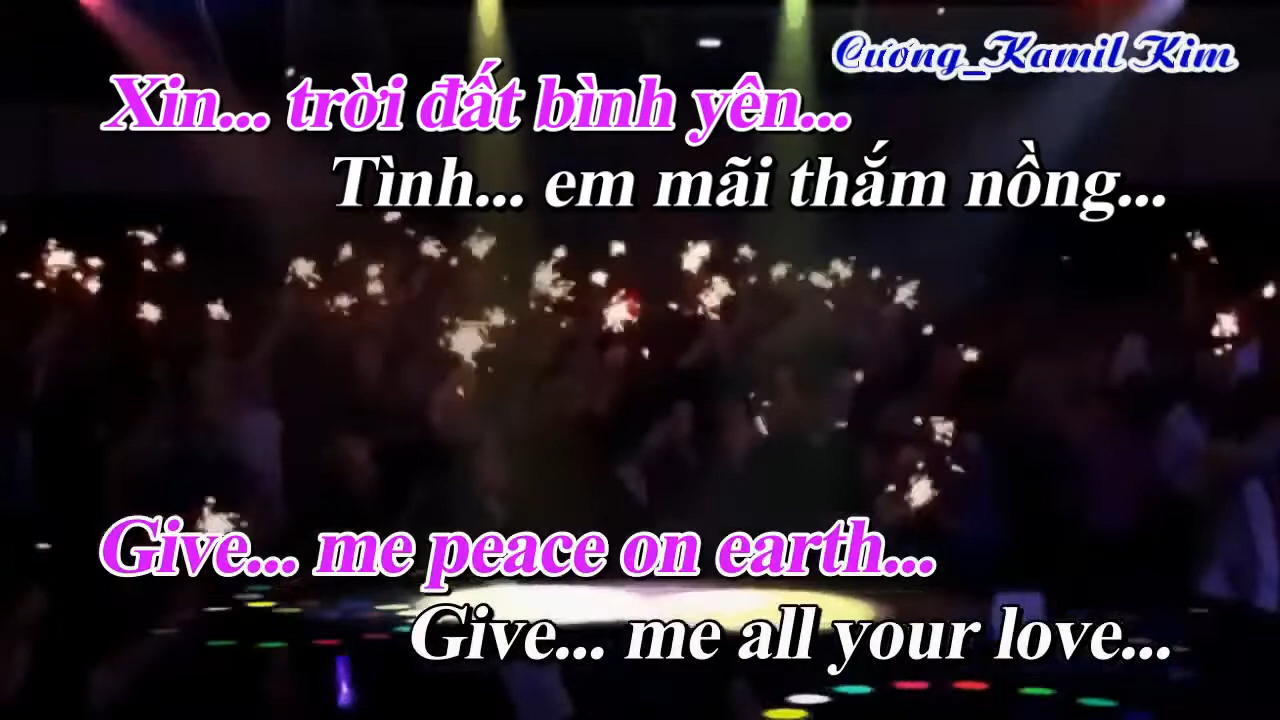 Cương_Kamil Kim
Xin... trời đất bình yên...
Tình... em mãi thắm nồng...
Give... me peace on earth...
Give... me all your love...